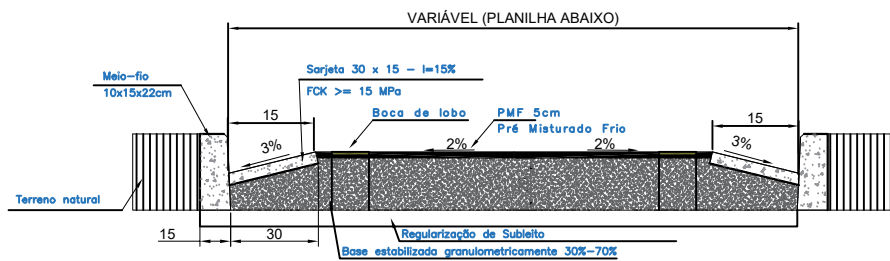 VARIÁVEL (PLANILHA ABAIXO)
Sarjeta 30 x 15 - I=15%
FCK >= 15 MPa
Meio-fio
10x15x22cm
Boca de lobo
PMF 5cm
Pré Misturado Frio
15
15
3%
2%
2%
3%
Terreno natural
15
30
Regularização de Subleito
Base estabilizada granulometricamente 30%-70%